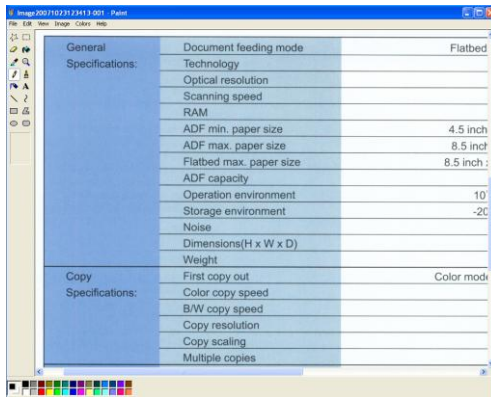 Image20071023123413-001 - Paint
File Edit View Image Colors Help
General Document feeding mode Flatbed
Specifications: Technology
Optical resolution
Scanning speed
RAM
ADF min. paper size 4.5 inch
ADF max. paper size 8.5 inch
Flatbed max. paper size 8.5 inch
ADF capacity
Operation environment 10
Storage environment -20
Noise
Dimensions(H x W x D)
Weight
Copy First copy out Color mode
Specifications: Color copy speed
B/W copy speed
Copy resolution
Copy scaling
Multiple copies